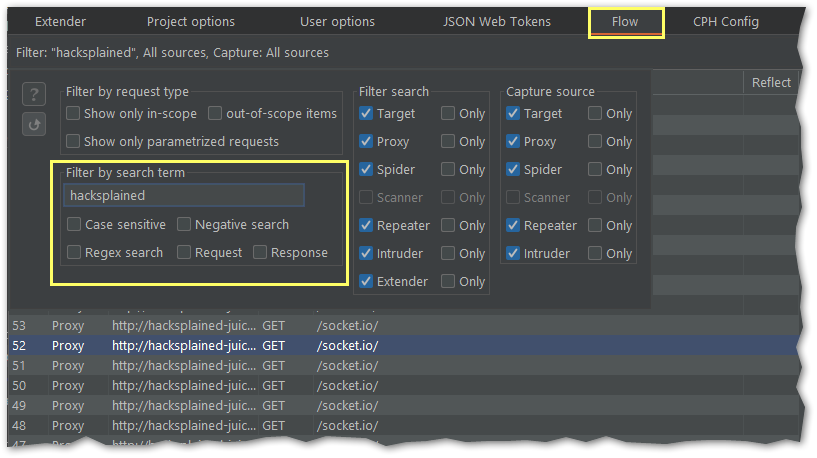 Extender Project options User options JSON Web Tokens Flow CPH Config
Filter: "hacksplained", All sources, Capture: All sources
Reflect
?
Filter by request type
Show only in-scope out-of-scope items
Show only parametrized requests
Filter by search term
hacksplained
Case sensitive Negative search
Regex search Request Response
Filter search
Target Only
Proxy Only
Spider Only
Scanner Only
Repeater Only
Intruder Only
Extender Only
Capture source
Target Only
Proxy Only
Spider Only
Scanner Only
Repeater Only
Intruder Only
53 Proxy http://hacksplained-juic... GET /socket.io/
52 Proxy http://hacksplained-juic... GET /socket.io/
51 Proxy http://hacksplained-juic... GET /socket.io/
50 Proxy http://hacksplained-juic... GET /socket.io/
49 Proxy http://hacksplained-juic... GET /socket.io/
48 Proxy http://hacksplained-juic... GET /socket.io/